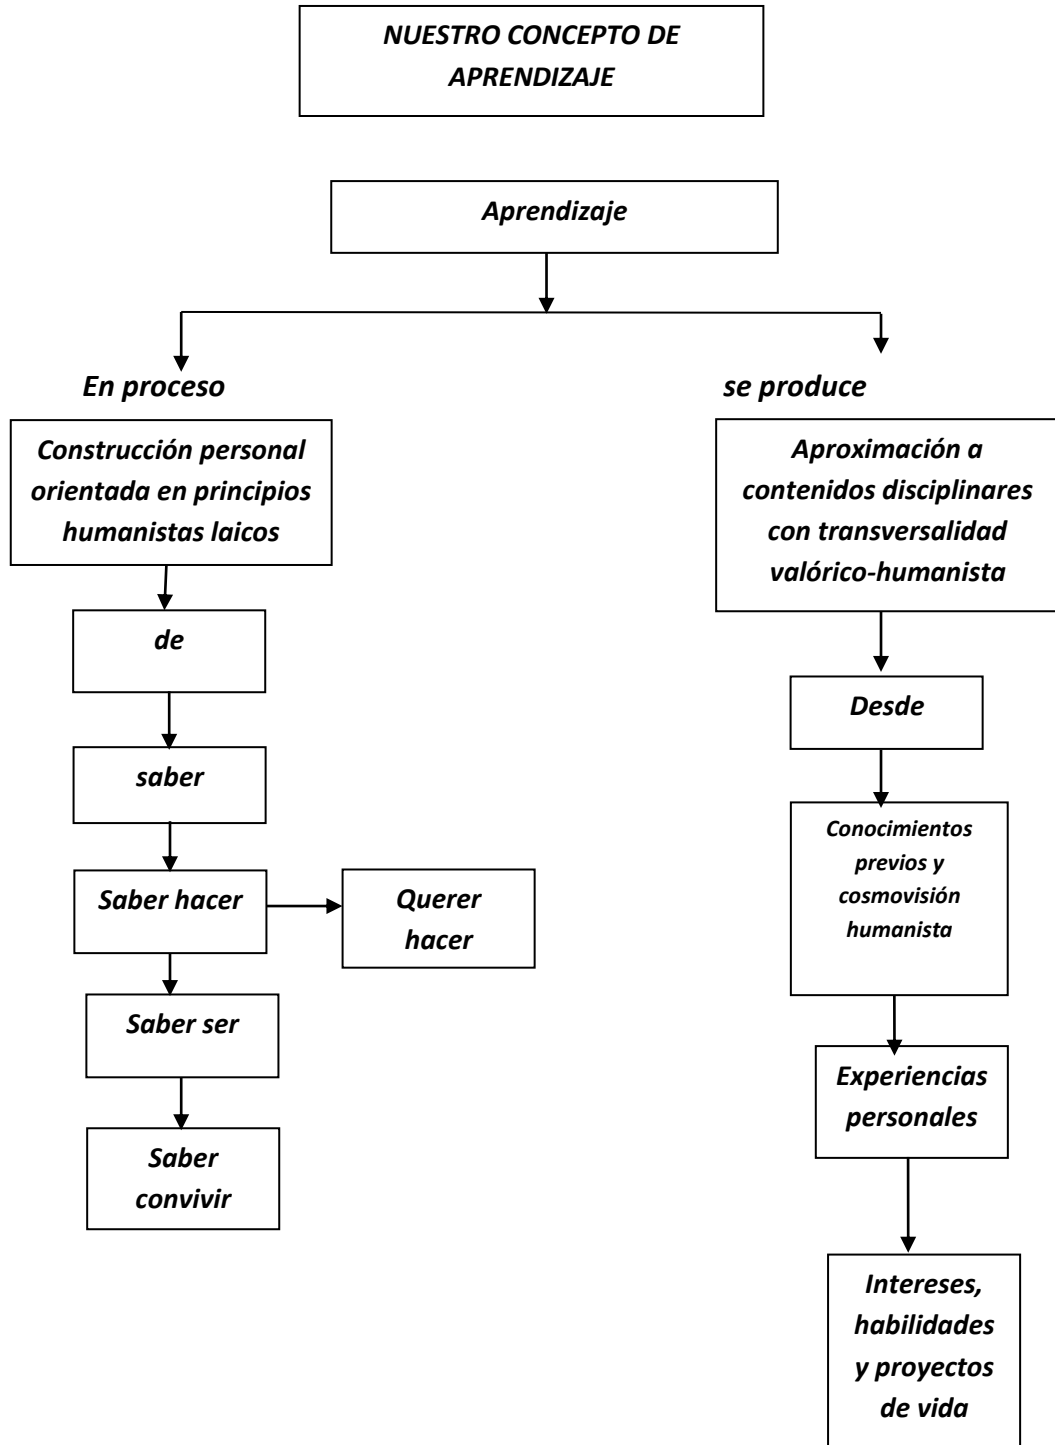 NUESTRO CONCEPTO DE
APRENDIZAJE
Aprendizaje
En proceso
Construcción personal
orientada en principios
humanistas laicos
de
saber
Saber hacer
Querer
hacer
Saber ser
Saber
convivir
se produce
Aproximación a
contenidos disciplinares
con transversalidad
valórico-humanista
Desde
Conocimientos
previos y
cosmovisión
humanista
Experiencias
personales
Intereses,
habilidades
y proyectos
de vida